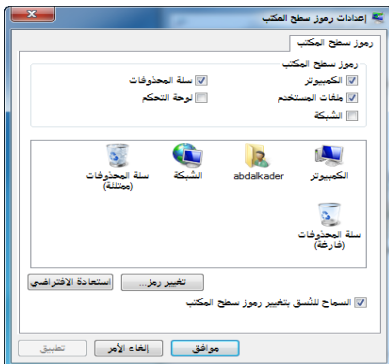 إعدادات رموز سطح المكتب
رموز سطح المكتب
رموز سطح المكتب
الكمبيوتر سلة المحذوفات
ملفات المستخدم لوحة التحكم
الشبكة
الكمبيوتر abdalkader الشبكة سلة المحذوفات
(ممتلئة)
سلة المحذوفات
(فارغة)
تغيير رمز... استعادة الافتراضي
السماح للنُسق بتغيير رموز سطح المكتب
موافق إلغاء الأمر تطبيق